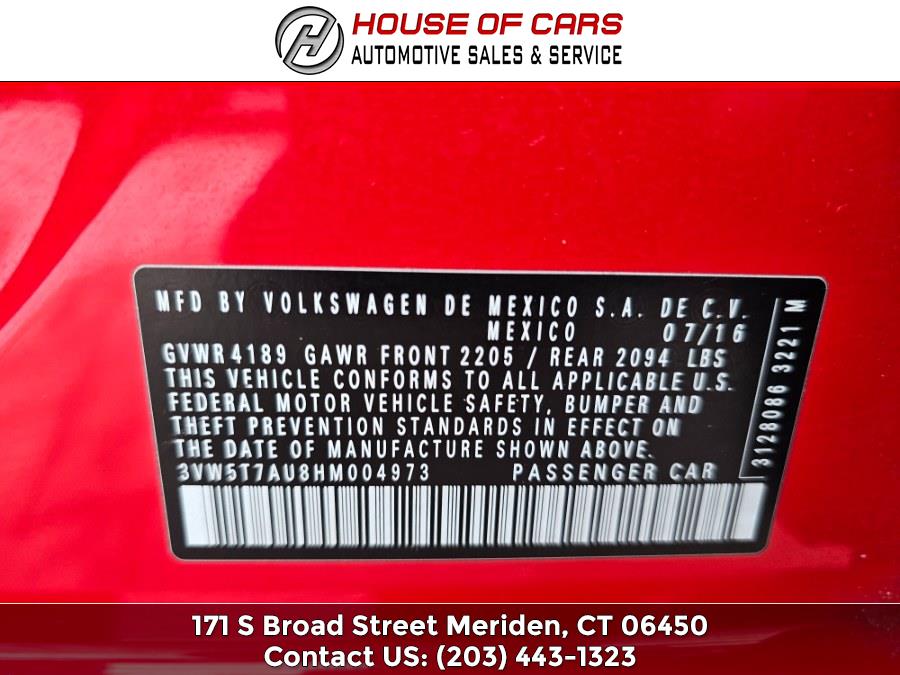 HOUSE OF CARS
AUTOMOTIVE SALES & SERVICE
MFD BY VOLKSWAGEN DE MEXICO S.A. DE C.V.
MEXICO 07/16
GVWR 4189 GAWR FRONT 2205 / REAR 2094 LBS
THIS VEHICLE CONFORMS TO ALL APPLICABLE U.S.
FEDERAL MOTOR VEHICLE SAFETY, BUMPER AND
THEFT PREVENTION STANDARDS IN EFFECT ON
THE DATE OF MANUFACTURE SHOWN ABOVE.
3VW5T7AU8HM004973 PASSENGER CAR
3128086 3221 M
171 S Broad Street Meriden, CT 06450
Contact US: (203) 443-1323